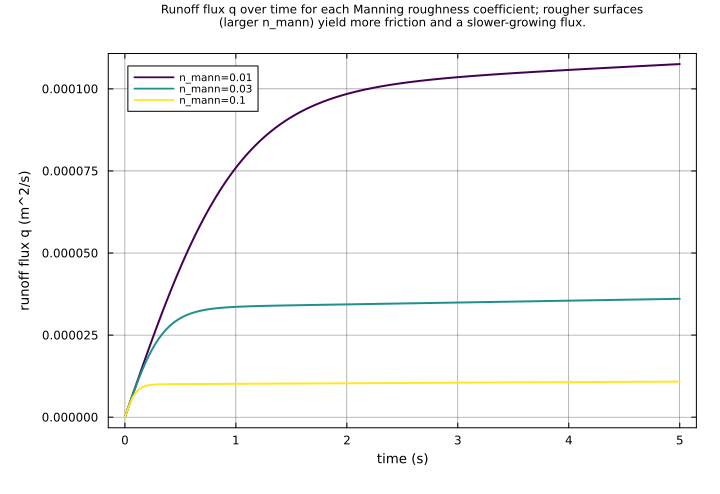 Runoff flux q over time for each Manning roughness coefficient; rougher surfaces
(larger n_mann) yield more friction and a slower-growing flux.
n_mann=0.01
n_mann=0.03
n_mann=0.1
runoff flux q (m^2/s)
0.000100
0.000075
0.000050
0.000025
0.000000
0 1 2 3 4 5
time (s)